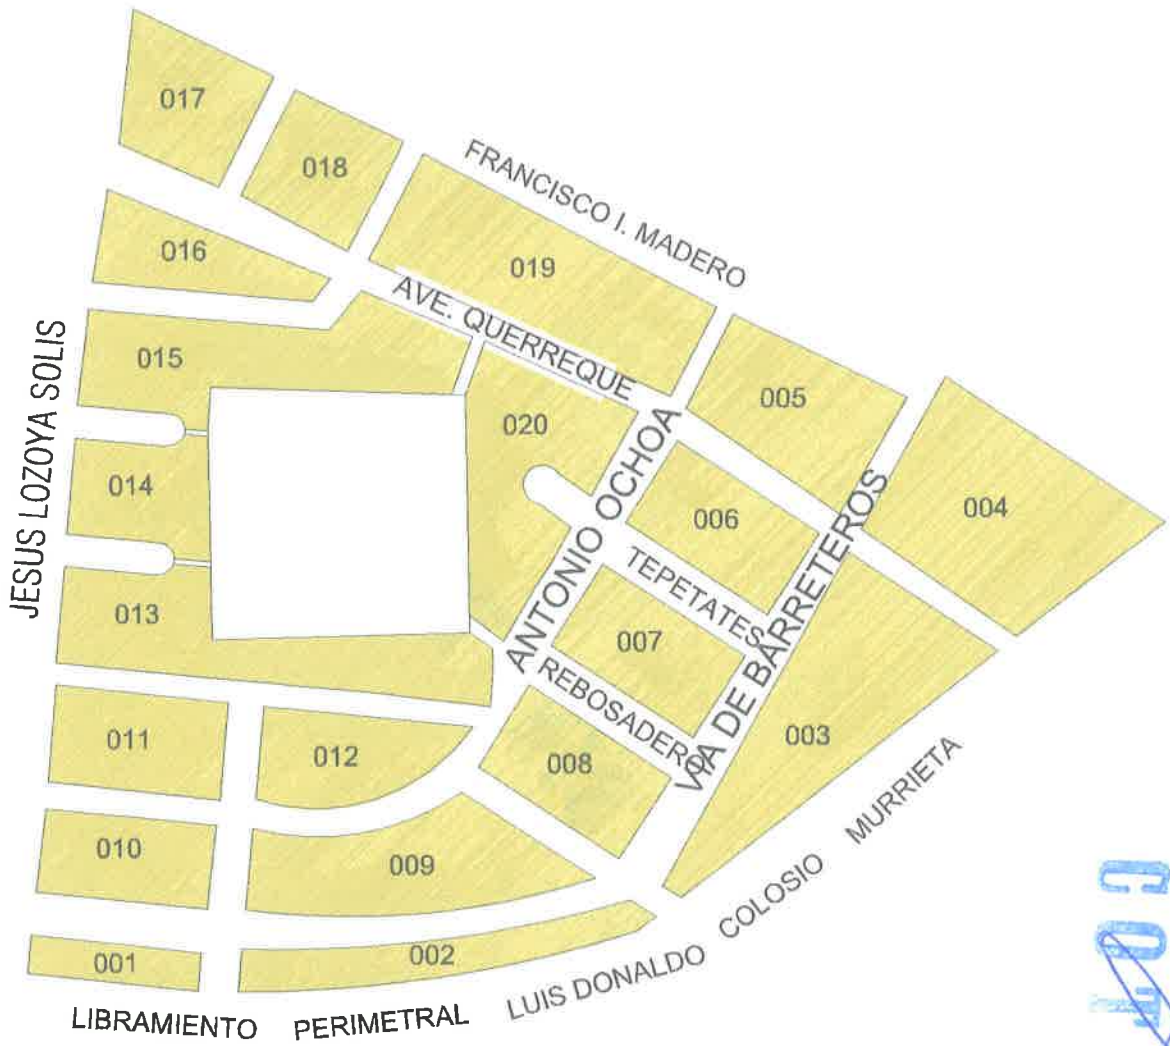 017
018
FRANCISCO I. MADERO
016
019
AVE. QUERREQUE
015
JESUS LOZOYA SOLIS
020
005
014
ANTONIO OCHOA
006
004
VIA DE BARRETEROS
TEPETATES
013
007
REBOSADERO
003
011
012
008
MURRIETA
010
009
COLOSIO
001
002
LUIS DONALDO
LIBRAMIENTO PERIMETRAL